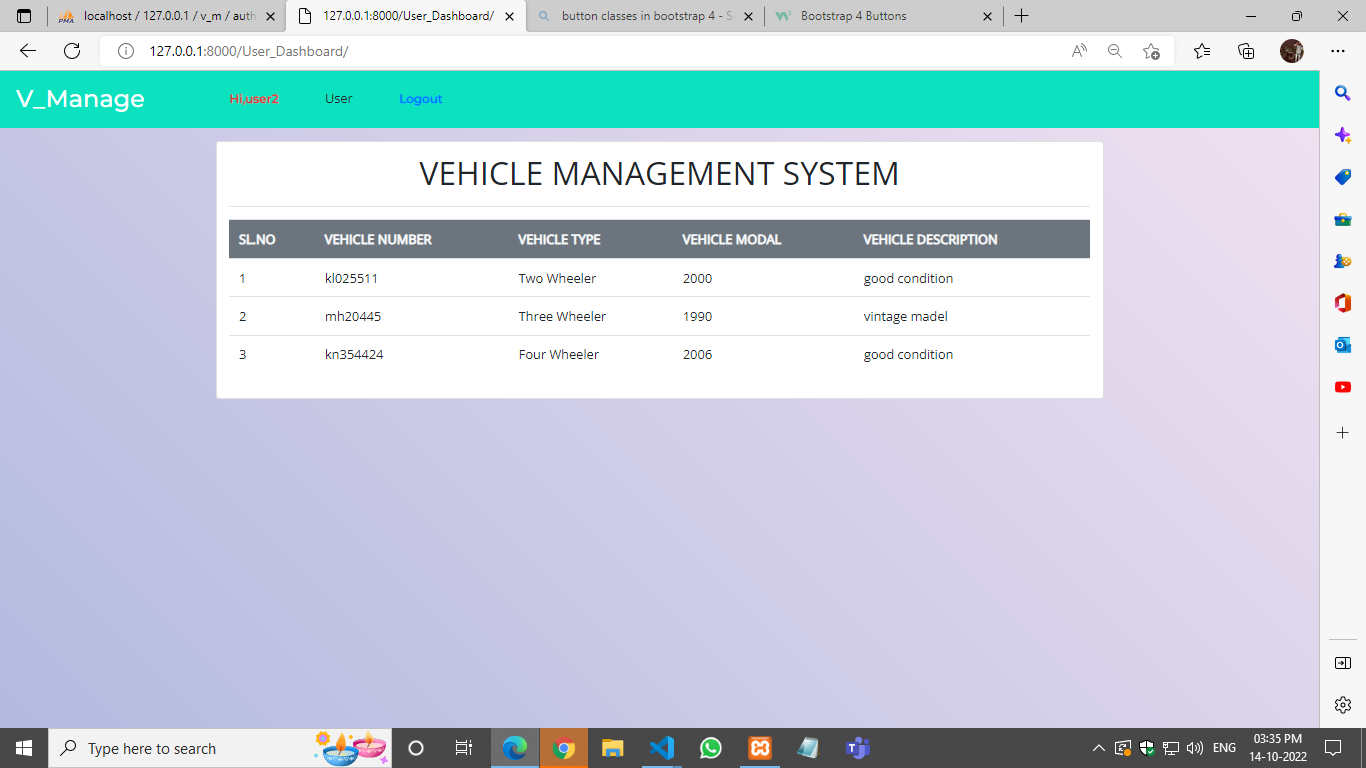 localhost / 127.0.0.1 / v_m / auth
127.0.0.1:8000/User_Dashboard/
button classes in bootstrap 4 - Se
Bootstrap 4 Buttons
127.0.0.1:8000/User_Dashboard/
V_Manage Hi,user2 User Logout
VEHICLE MANAGEMENT SYSTEM
SL.NO VEHICLE NUMBER VEHICLE TYPE VEHICLE MODAL VEHICLE DESCRIPTION
1 kl025511 Two Wheeler 2000 good condition
2 mh20445 Three Wheeler 1990 vintage madel
3 kn354424 Four Wheeler 2006 good condition
Type here to search
ENG
03:35 PM
14-10-2022